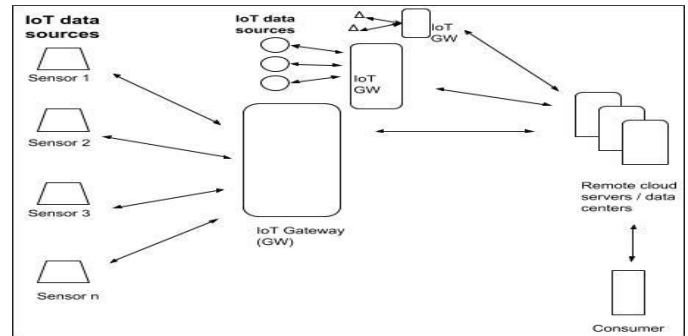 IoT data
sources
Sensor 1
Sensor 2
Sensor 3
Sensor n
IoT data
sources
IoT
GW
IoT
GW
IoT Gateway
(GW)
Remote cloud
servers / data
centers
Consumer